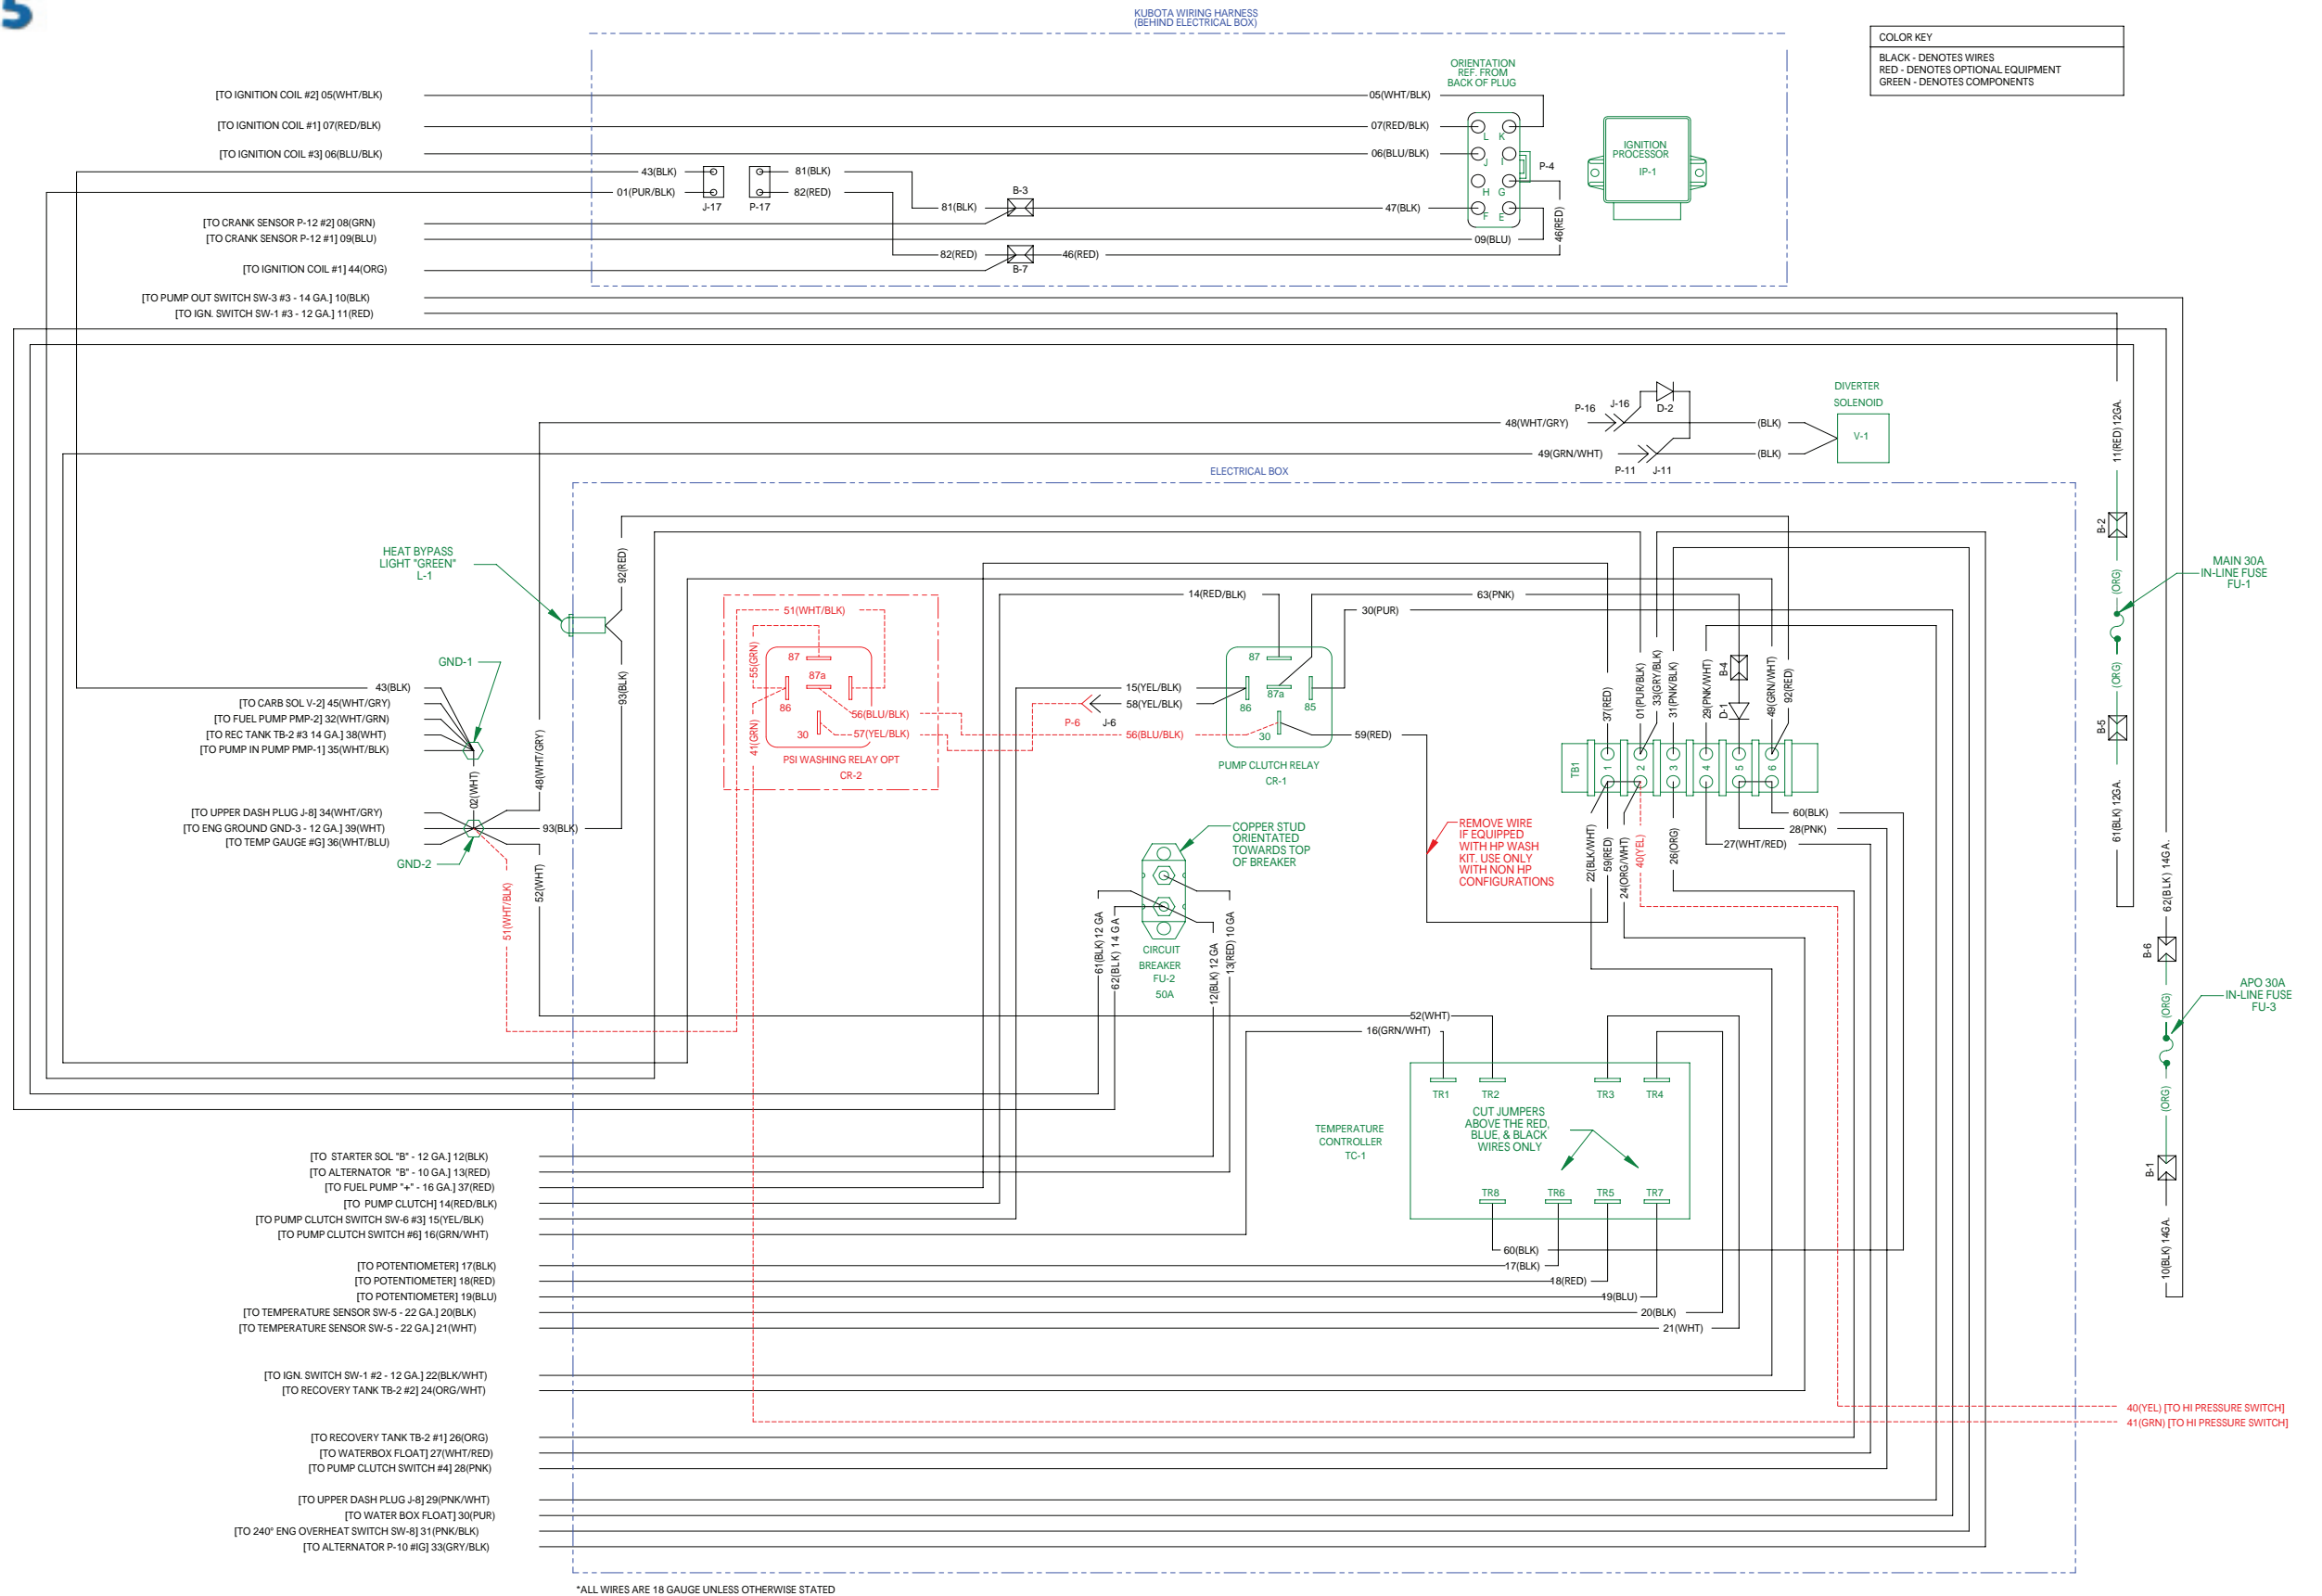 5
KUBOTA WIRING HARNESS
(BEHIND ELECTRICAL BOX)
COLOR KEY
BLACK - DENOTES WIRES
RED - DENOTES OPTIONAL EQUIPMENT
GREEN - DENOTES COMPONENTS
ORIENTATION
REF. FROM
BACK OF PLUG
[TO IGNITION COIL #2] 05(WHT/BLK)
05(WHT/BLK)
[TO IGNITION COIL #1] 07(RED/BLK)
07(RED/BLK)
L K
[TO IGNITION COIL #3] 06(BLU/BLK)
06(BLU/BLK)
J I
P-4
H G
F E
IGNITION
PROCESSOR
IP-1
43(BLK)
81(BLK)
01(PUR/BLK)
82(RED)
J-17
P-17
B-3
81(BLK)
47(BLK)
46(RED)
[TO CRANK SENSOR P-12 #2] 08(GRN)
[TO CRANK SENSOR P-12 #1] 09(BLU)
09(BLU)
82(RED)
46(RED)
B-7
[TO IGNITION COIL #1] 44(ORG)
[TO PUMP OUT SWITCH SW-3 #3 - 14 GA.] 10(BLK)
[TO IGN. SWITCH SW-1 #3 - 12 GA.] 11(RED)
DIVERTER
SOLENOID
V-1
P-16
J-16
D-2
48(WHT/GRY)
(BLK)
49(GRN/WHT)
(BLK)
P-11
J-11
11(RED) 12GA.
ELECTRICAL BOX
B-2
(ORG)
MAIN 30A
IN-LINE FUSE
FU-1
(ORG)
B-5
61(BLK) 12GA.
HEAT BYPASS
LIGHT "GREEN"
L-1
92(RED)
93(BLK)
14(RED/BLK)
63(PNK)
30(PUR)
51(WHT/BLK)
55(GRN)
87
87a
86
30
56(BLU/BLK)
57(YEL/BLK)
41(GRN)
PSI WASHING RELAY OPT
CR-2
87
87a
86
85
30
15(YEL/BLK)
58(YEL/BLK)
P-6
J-6
56(BLU/BLK)
59(RED)
PUMP CLUTCH RELAY
CR-1
37(RED)
01(PUR/BLK)
33(GRY/BLK)
31(PNK/BLK)
29(PNK/WHT)
B-4
D-1
49(GRN/WHT)
92(RED)
TB1
1 2 3 4 5 6
GND-1
43(BLK)
[TO CARB SOL V-2] 45(WHT/GRY)
[TO FUEL PUMP PMP-2] 32(WHT/GRN)
[TO REC TANK TB-2 #3 14 GA.] 38(WHT)
[TO PUMP IN PUMP PMP-1] 35(WHT/BLK)
02(WHT)
48(WHT/GRY)
[TO UPPER DASH PLUG J-8] 34(WHT/GRY)
[TO ENG GROUND GND-3 - 12 GA.] 39(WHT)
[TO TEMP GAUGE #G] 36(WHT/BLU)
93(BLK)
GND-2
51(WHT/BLK)
52(WHT)
COPPER STUD
ORIENTATED
TOWARDS TOP
OF BREAKER
REMOVE WIRE
IF EQUIPPED
WITH HP WASH
KIT. USE ONLY
WITH NON HP
CONFIGURATIONS
60(BLK)
28(PNK)
27(WHT/RED)
22(BLK/WHT)
59(RED)
24(ORG/WHT)
40(YEL)
26(ORG)
61(BLK) 12 GA
62(BLK) 14 GA
12(BLK) 12 GA
13(RED) 10 GA
CIRCUIT
BREAKER
FU-2
50A
62(BLK) 14GA.
B-6
(ORG)
APO 30A
IN-LINE FUSE
FU-3
(ORG)
B-1
10(BLK) 14GA.
52(WHT)
16(GRN/WHT)
TR1
TR2
TR3
TR4
CUT JUMPERS
ABOVE THE RED,
BLUE, & BLACK
WIRES ONLY
TEMPERATURE
CONTROLLER
TC-1
TR8
TR6
TR5
TR7
[TO STARTER SOL "B" - 12 GA.] 12(BLK)
[TO ALTERNATOR "B" - 10 GA.] 13(RED)
[TO FUEL PUMP "+" - 16 GA.] 37(RED)
[TO PUMP CLUTCH] 14(RED/BLK)
[TO PUMP CLUTCH SWITCH SW-6 #3] 15(YEL/BLK)
[TO PUMP CLUTCH SWITCH #6] 16(GRN/WHT)
60(BLK)
[TO POTENTIOMETER] 17(BLK)
17(BLK)
[TO POTENTIOMETER] 18(RED)
18(RED)
[TO POTENTIOMETER] 19(BLU)
19(BLU)
[TO TEMPERATURE SENSOR SW-5 - 22 GA.] 20(BLK)
20(BLK)
[TO TEMPERATURE SENSOR SW-5 - 22 GA.] 21(WHT)
21(WHT)
[TO IGN. SWITCH SW-1 #2 - 12 GA.] 22(BLK/WHT)
[TO RECOVERY TANK TB-2 #2] 24(ORG/WHT)
40(YEL) [TO HI PRESSURE SWITCH]
41(GRN) [TO HI PRESSURE SWITCH]
[TO RECOVERY TANK TB-2 #1] 26(ORG)
[TO WATERBOX FLOAT] 27(WHT/RED)
[TO PUMP CLUTCH SWITCH #4] 28(PNK)
[TO UPPER DASH PLUG J-8] 29(PNK/WHT)
[TO WATER BOX FLOAT] 30(PUR)
[TO 240° ENG OVERHEAT SWITCH SW-8] 31(PNK/BLK)
[TO ALTERNATOR P-10 #IG] 33(GRY/BLK)
*ALL WIRES ARE 18 GAUGE UNLESS OTHERWISE STATED